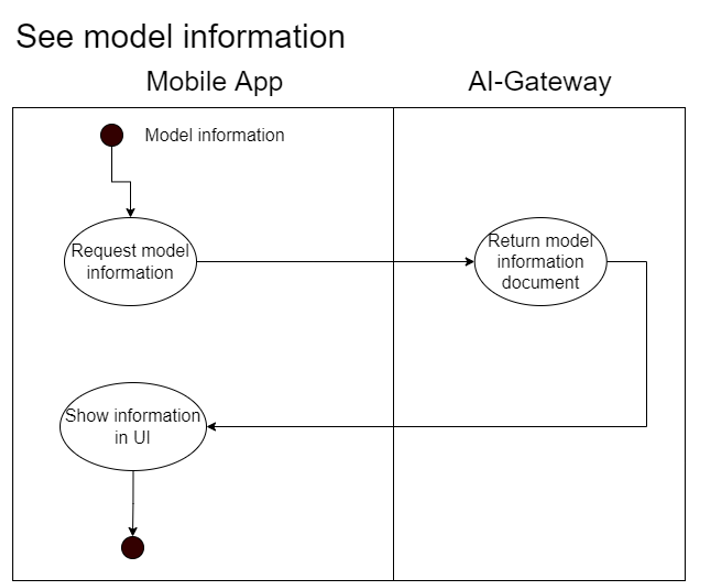 See model information
Mobile App
AI-Gateway
Model information
Request model
information
Return model
information
document
Show information
in UI